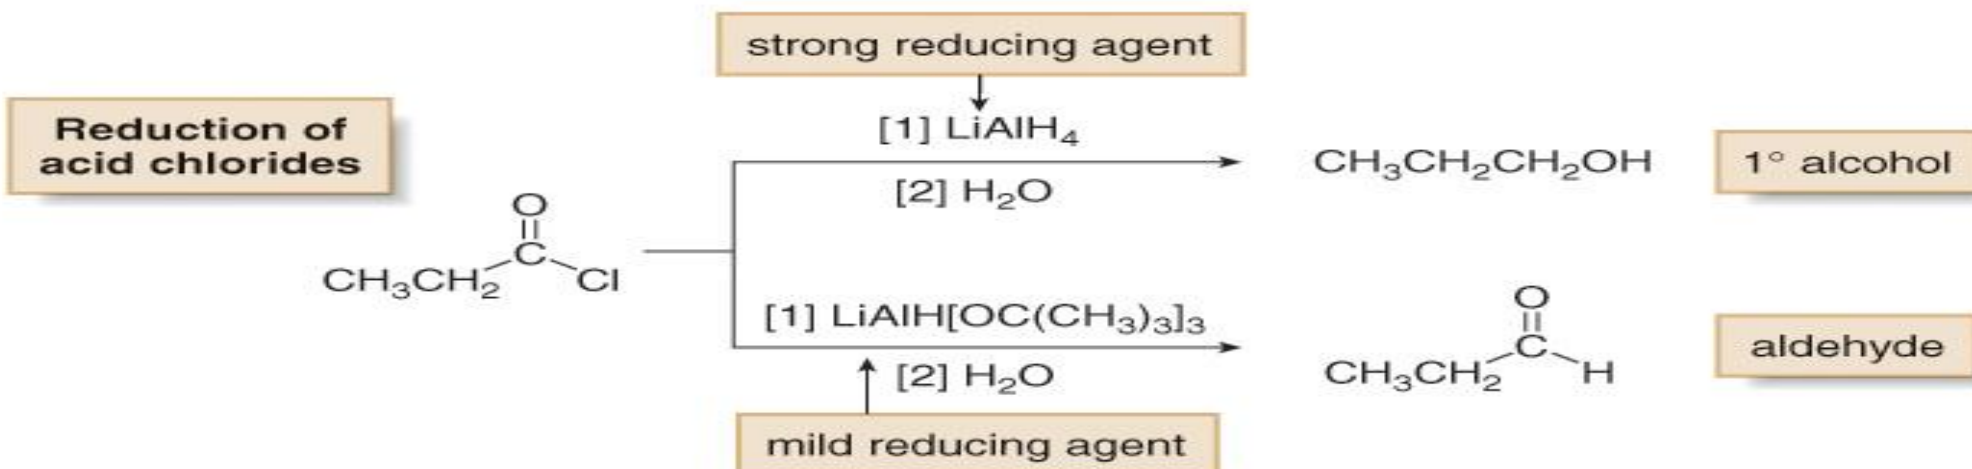 strong reducing agent
Reduction of
acid chlorides
[1] LiAlH₄
[2] H₂O
CH₃CH₂CH₂OH
1° alcohol
O
C
CH₃CH₂
Cl
[1] LiAlH[OC(CH₃)₃]₃
[2] H₂O
O
C
CH₃CH₂
H
aldehyde
mild reducing agent